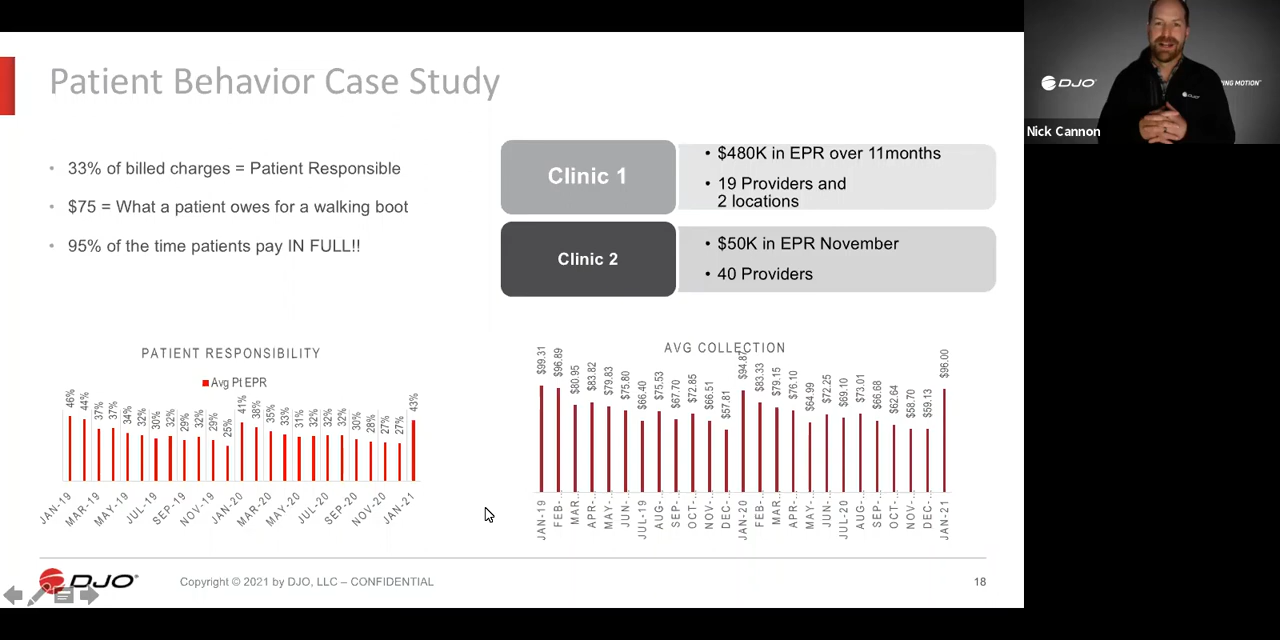 Patient Behavior Case Study
• 33% of billed charges = Patient Responsible
• $75 = What a patient owes for a walking boot
• 95% of the time patients pay IN FULL!!
Clinic 1
• $480K in EPR over 11months
• 19 Providers and
2 locations
Clinic 2
• $50K in EPR November
• 40 Providers
PATIENT RESPONSIBILITY
Avg Pt EPR
46% 44% 37% 37% 34% 32% 30% 32% 29% 32% 29% 25% 41% 38% 35% 33% 31% 32% 32% 32% 30% 28% 27% 27% 43%
JAN-19 MAR-19 MAY-19 JUL-19 SEP-19 NOV-19 JAN-20 MAR-20 MAY-20 JUL-20 SEP-20 NOV-20 JAN-21
AVG COLLECTION
$99.31 $96.89 $80.95 $83.82 $79.83 $75.80 $66.40 $75.53 $67.70 $72.85 $66.51 $57.81 $94.87 $83.33 $79.15 $76.10 $64.99 $72.25 $69.10 $73.01 $66.68 $62.64 $58.70 $59.13 $96.00
JAN-19 FEB-... MAR... APR-... MAY-... JUN-... JUL-19 AUG-... SEP-... OCT-... NOV-... DEC-... JAN-20 FEB-... MAR... APR-... MAY-... JUN-... JUL-20 AUG-... SEP-... OCT-... NOV-... DEC-... JAN-21
DJO
Copyright © 2021 by DJO, LLC – CONFIDENTIAL
18
DJO
ING MOTION™
DJO
Nick Cannon